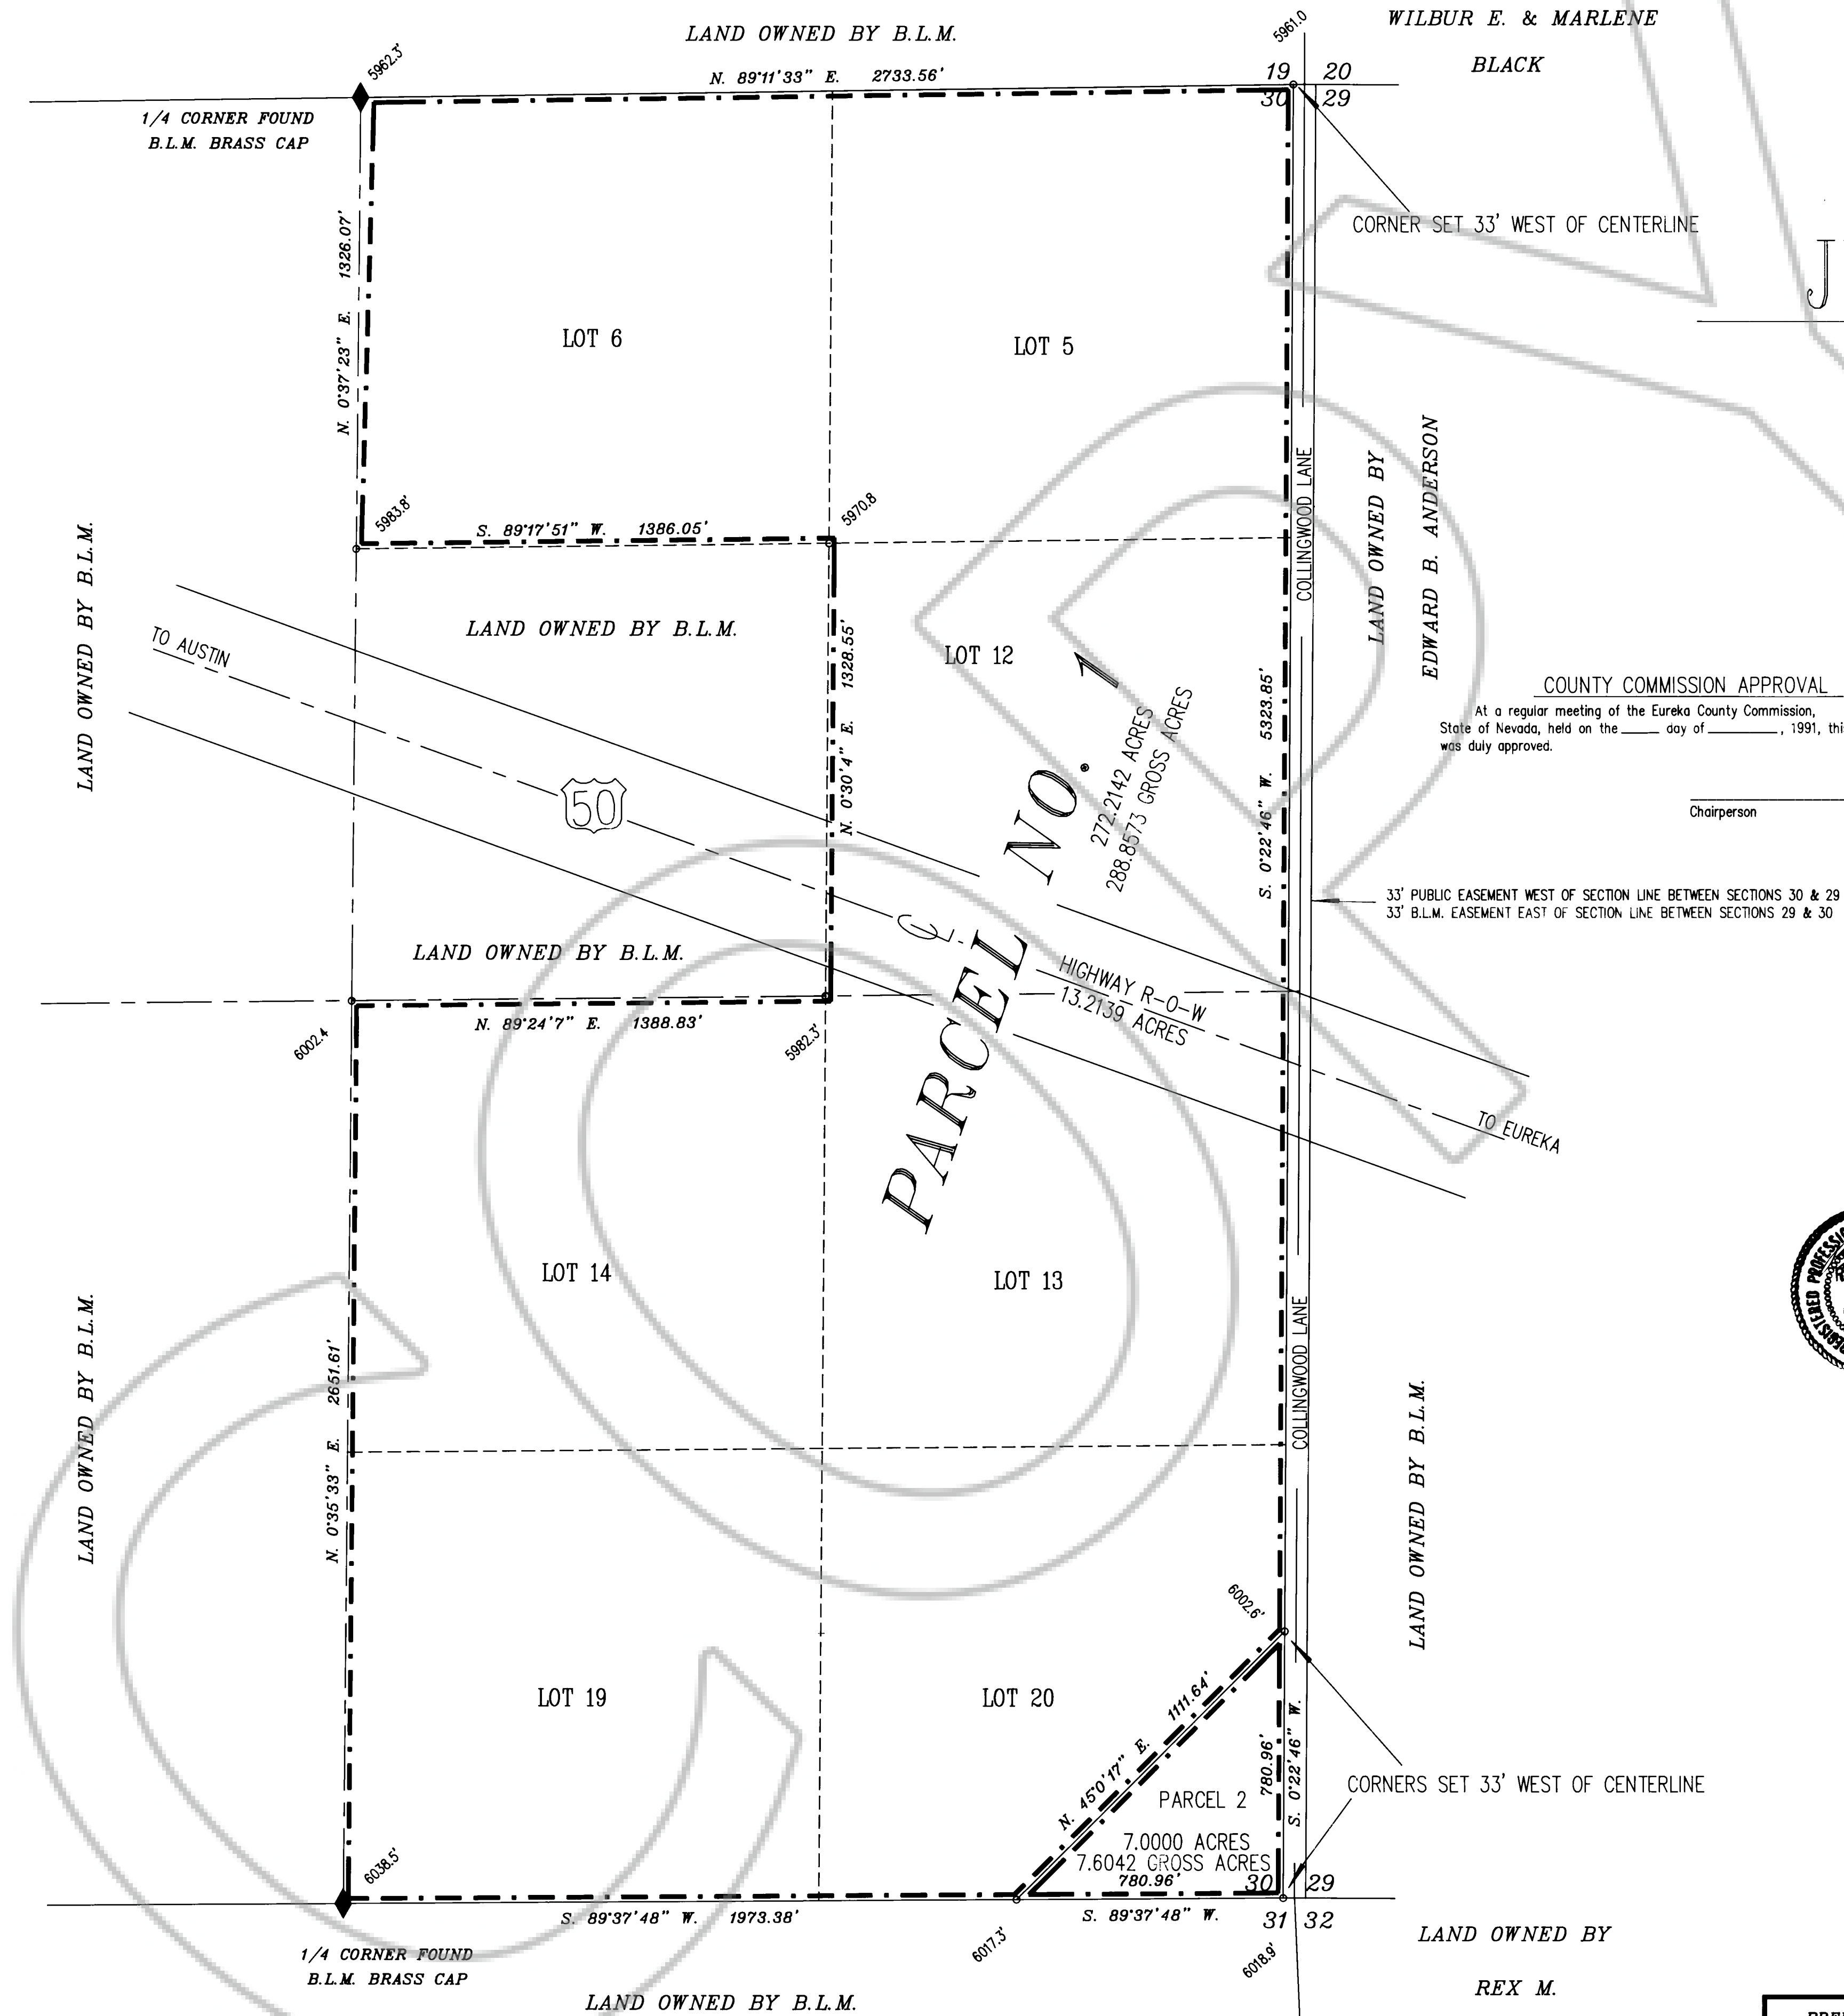 WILBUR E. & MARLENE
BLACK
LAND OWNED BY B.L.M.
5961.0
5962.3'
N. 89°11'33" E. 2733.56'
19 20
30 29
1/4 CORNER FOUND
B.L.M. BRASS CAP
CORNER SET 33' WEST OF CENTERLINE
J
N. 0°37'23" E. 1326.07'
LOT 6
LOT 5
COLLINGWOOD LANE
LAND OWNED BY
EDWARD B. ANDERSON
5983.8'
S. 89°17'51" W. 1386.05'
5970.8
LAND OWNED BY B.L.M.
TO AUSTIN
LAND OWNED BY B.L.M.
N. 0°30'4" E. 1328.55'
LOT 12
50
PARCEL NO. 1
272.2142 ACRES
288.8573 GROSS ACRES
S. 0°22'46" W. 5323.85'
COUNTY COMMISSION APPROVAL
At a regular meeting of the Eureka County Commission,
State of Nevada, held on the ____ day of ________, 1991, thi
was duly approved.
Chairperson
33' PUBLIC EASEMENT WEST OF SECTION LINE BETWEEN SECTIONS 30 & 29
33' B.L.M. EASEMENT EAST OF SECTION LINE BETWEEN SECTIONS 29 & 30
LAND OWNED BY B.L.M.
HIGHWAY R-O-W
13.2139 ACRES
6002.4
N. 89°24'7" E. 1388.83'
5982.3'
TO EUREKA
REGISTERED PROFESSIO
LOT 14
LOT 13
LAND OWNED BY B.L.M.
N. 0°35'33" E. 2651.61'
COLLINGWOOD LANE
LAND OWNED BY B.L.M.
6002.6'
LOT 19
LOT 20
N. 45°0'17" E. 1111.64'
780.96'
S. 0°22'46" W.
CORNERS SET 33' WEST OF CENTERLINE
PARCEL 2
7.0000 ACRES
7.6042 GROSS ACRES
780.96'
30 29
31 32
6038.5'
S. 89°37'48" W. 1973.38'
S. 89°37'48" W.
6017.3'
6018.9'
1/4 CORNER FOUND
B.L.M. BRASS CAP
LAND OWNED BY B.L.M.
LAND OWNED BY
REX M.
COP